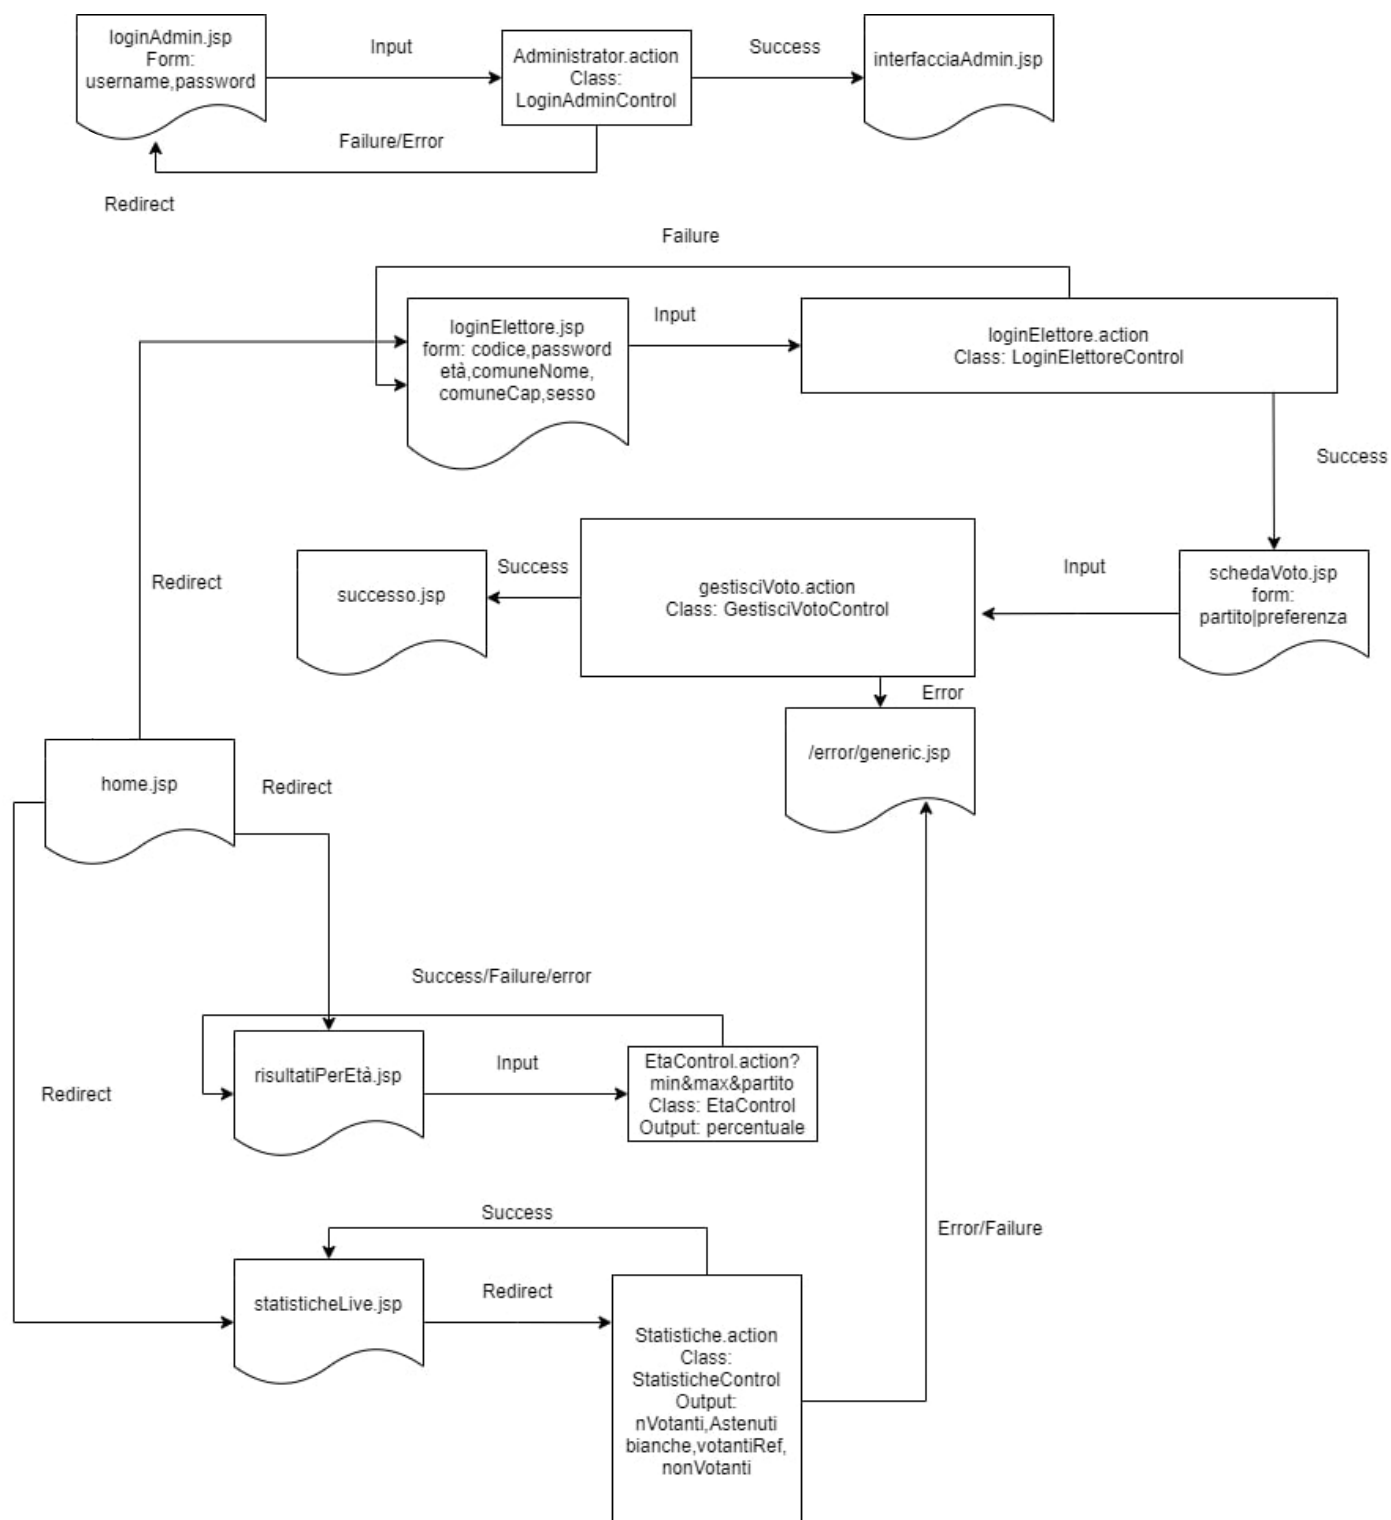 loginAdmin.jsp
Form:
username,password
Input
Administrator.action
Class:
LoginAdminControl
Success
interfacciaAdmin.jsp
Failure/Error
Redirect
Failure
loginElettore.jsp
form: codice,password
età,comuneNome,
comuneCap,sesso
Input
loginElettore.action
Class: LoginElettoreControl
Success
Redirect
successo.jsp
Success
gestisciVoto.action
Class: GestisciVotoControl
Input
schedaVoto.jsp
form:
partito|preferenza
Error
/error/generic.jsp
home.jsp
Redirect
Success/Failure/error
Redirect
risultatiPerEtà.jsp
Input
EtaControl.action?
min&max&partito
Class: EtaControl
Output: percentuale
Success
Error/Failure
statisticheLive.jsp
Redirect
Statistiche.action
Class:
StatisticheControl
Output:
nVotanti,Astenuti
bianche,votantiRef,
nonVotanti